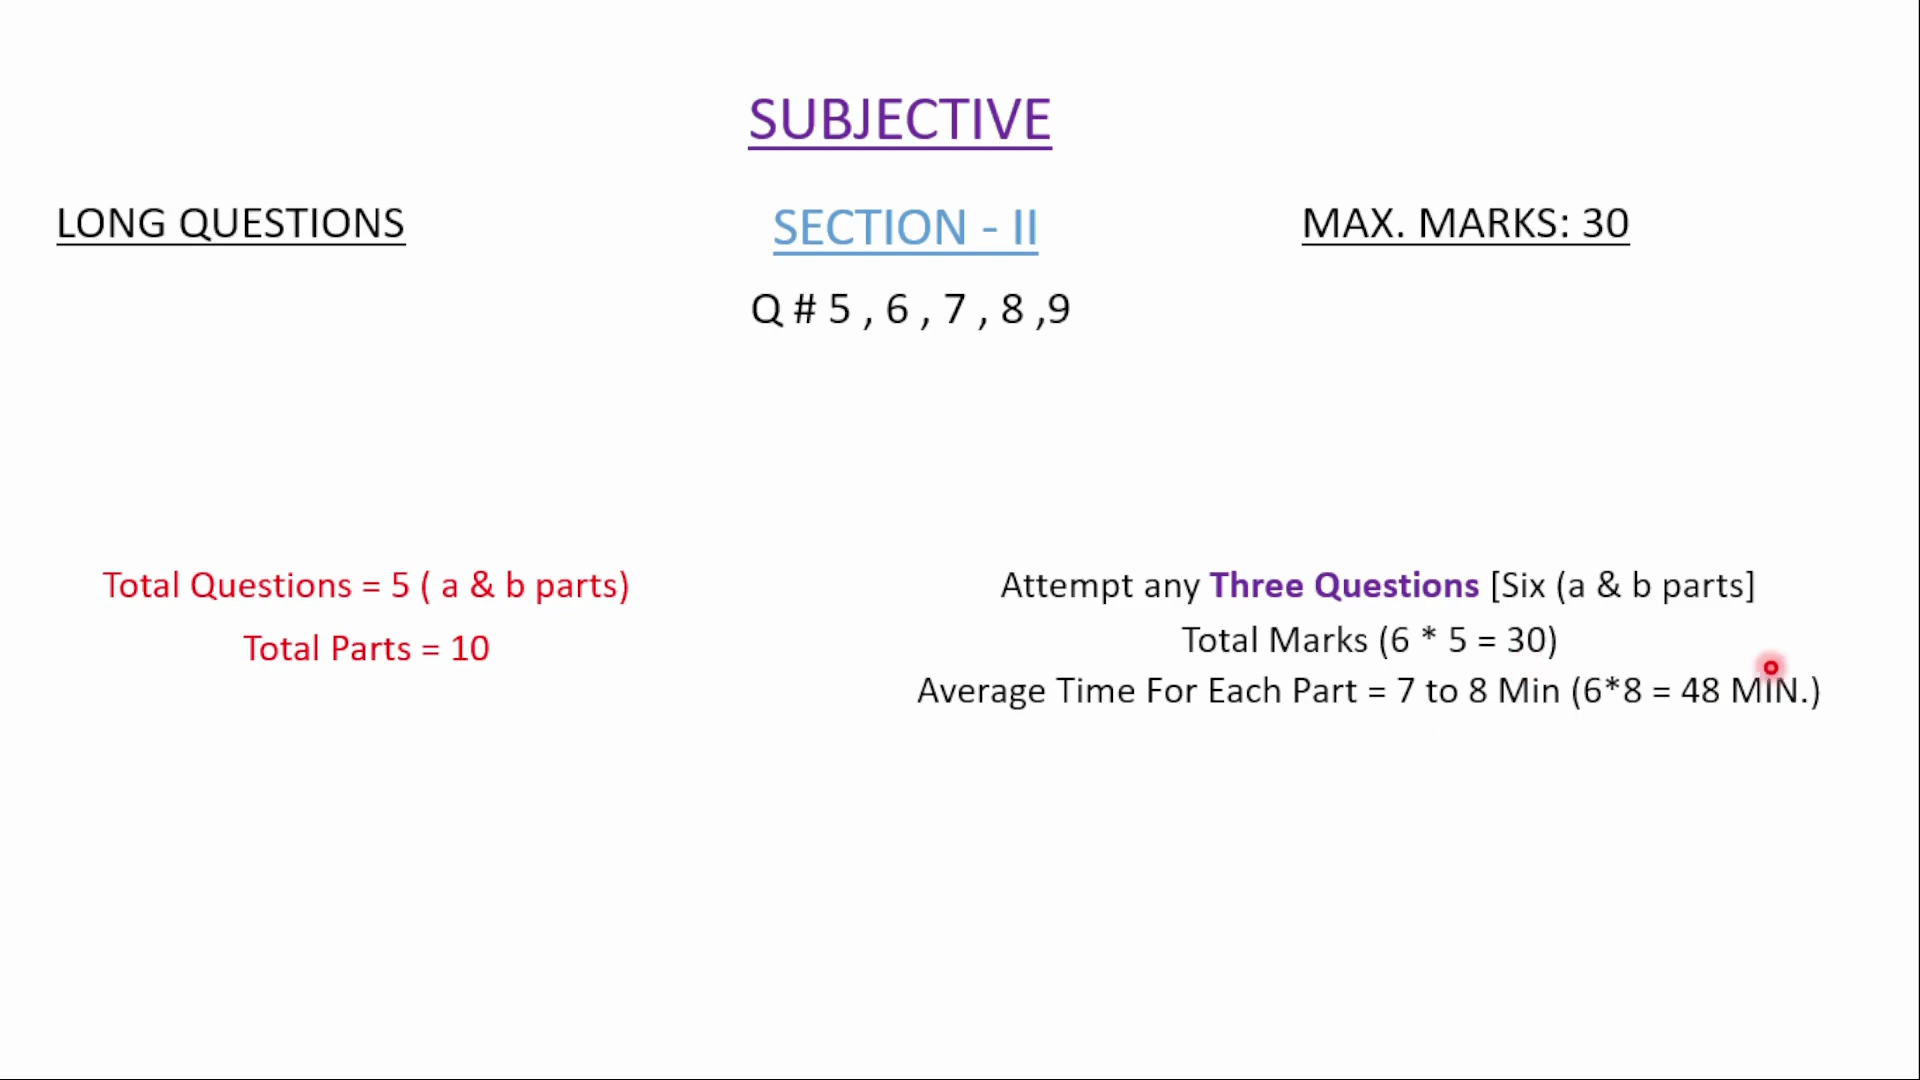 SUBJECTIVE
LONG QUESTIONS
SECTION - II
MAX. MARKS: 30
Q # 5 , 6 , 7 , 8 ,9
Total Questions = 5 ( a & b parts)
Total Parts = 10
Attempt any Three Questions [Six (a & b parts]
Total Marks (6 * 5 = 30)
Average Time For Each Part = 7 to 8 Min (6*8 = 48 MIN.)